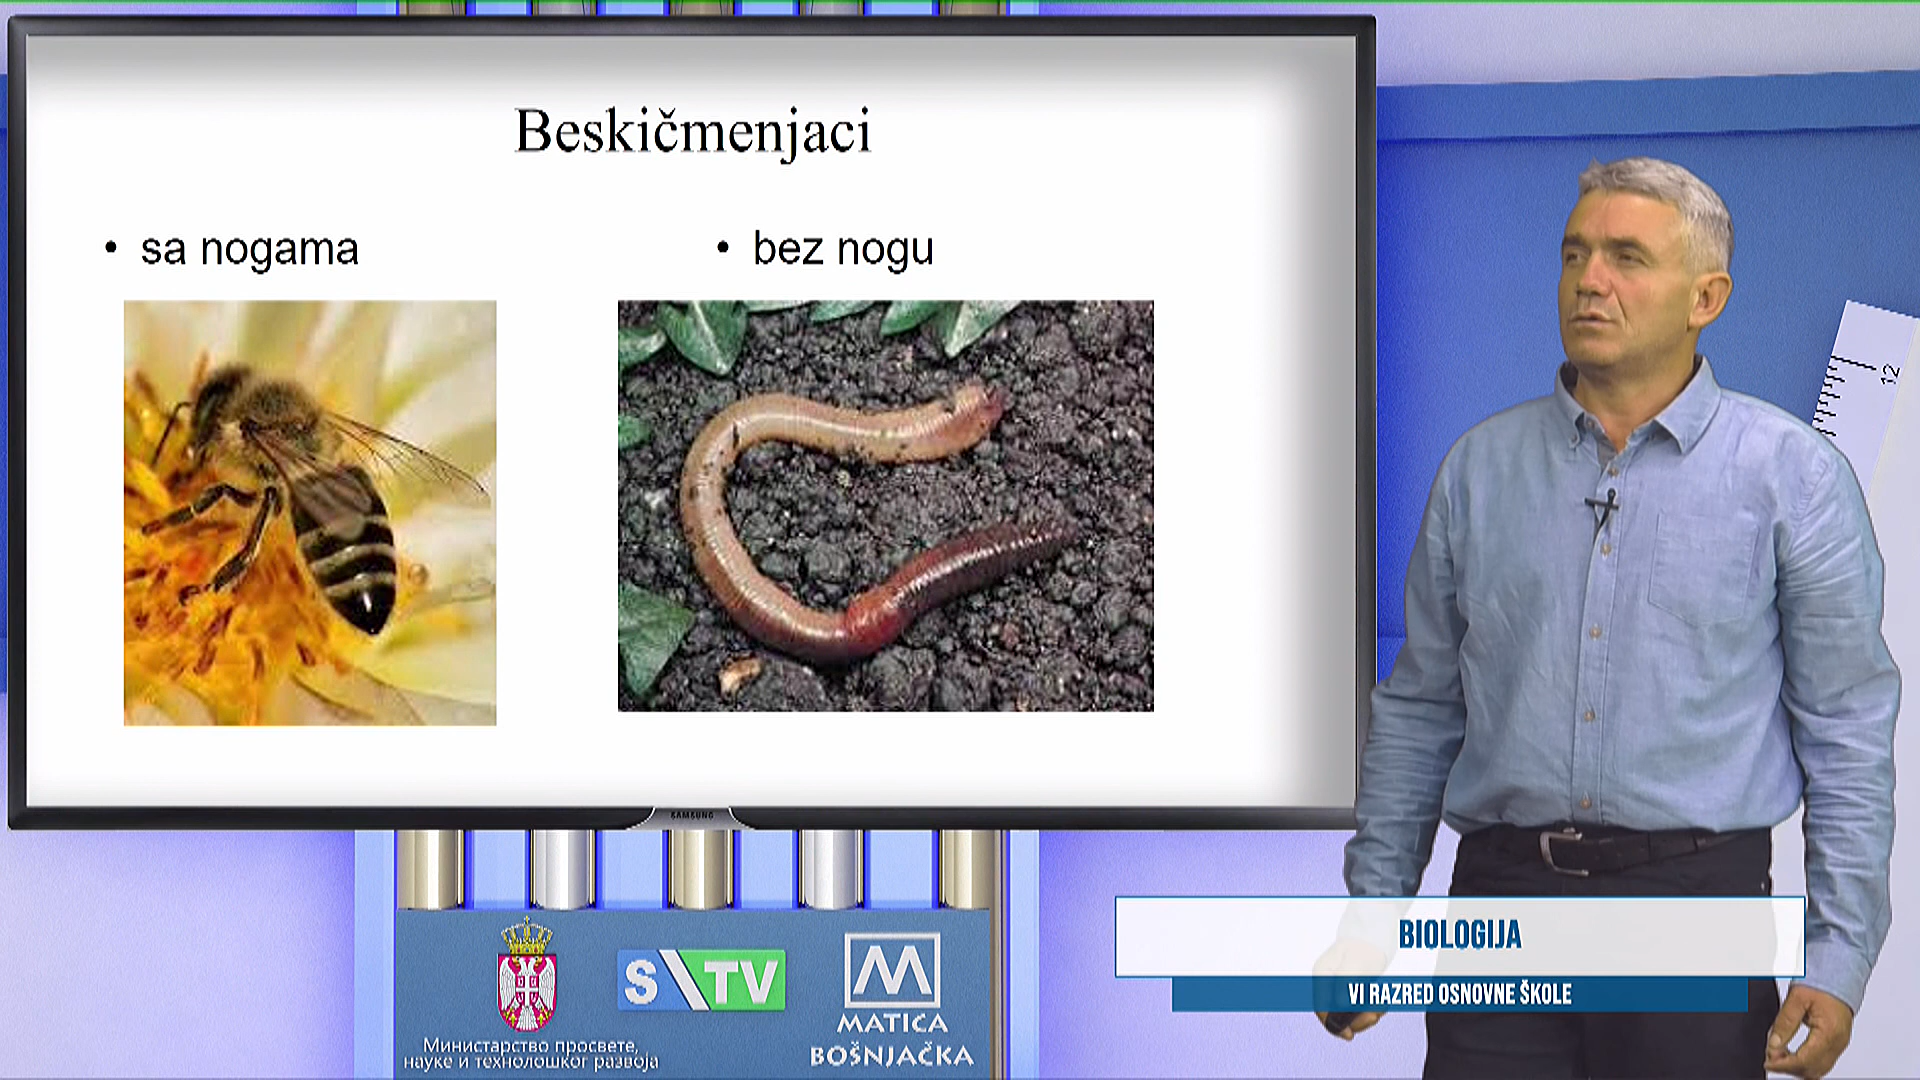 Beskičmenjaci
• sa nogama
• bez nogu
SAMSUNG
12
BIOLOGIJA
VI RAZRED OSNOVNE ŠKOLE
S TV
MATICA
BOŠNJAČKA
Министарство просвете,
науке и технолошког развоја